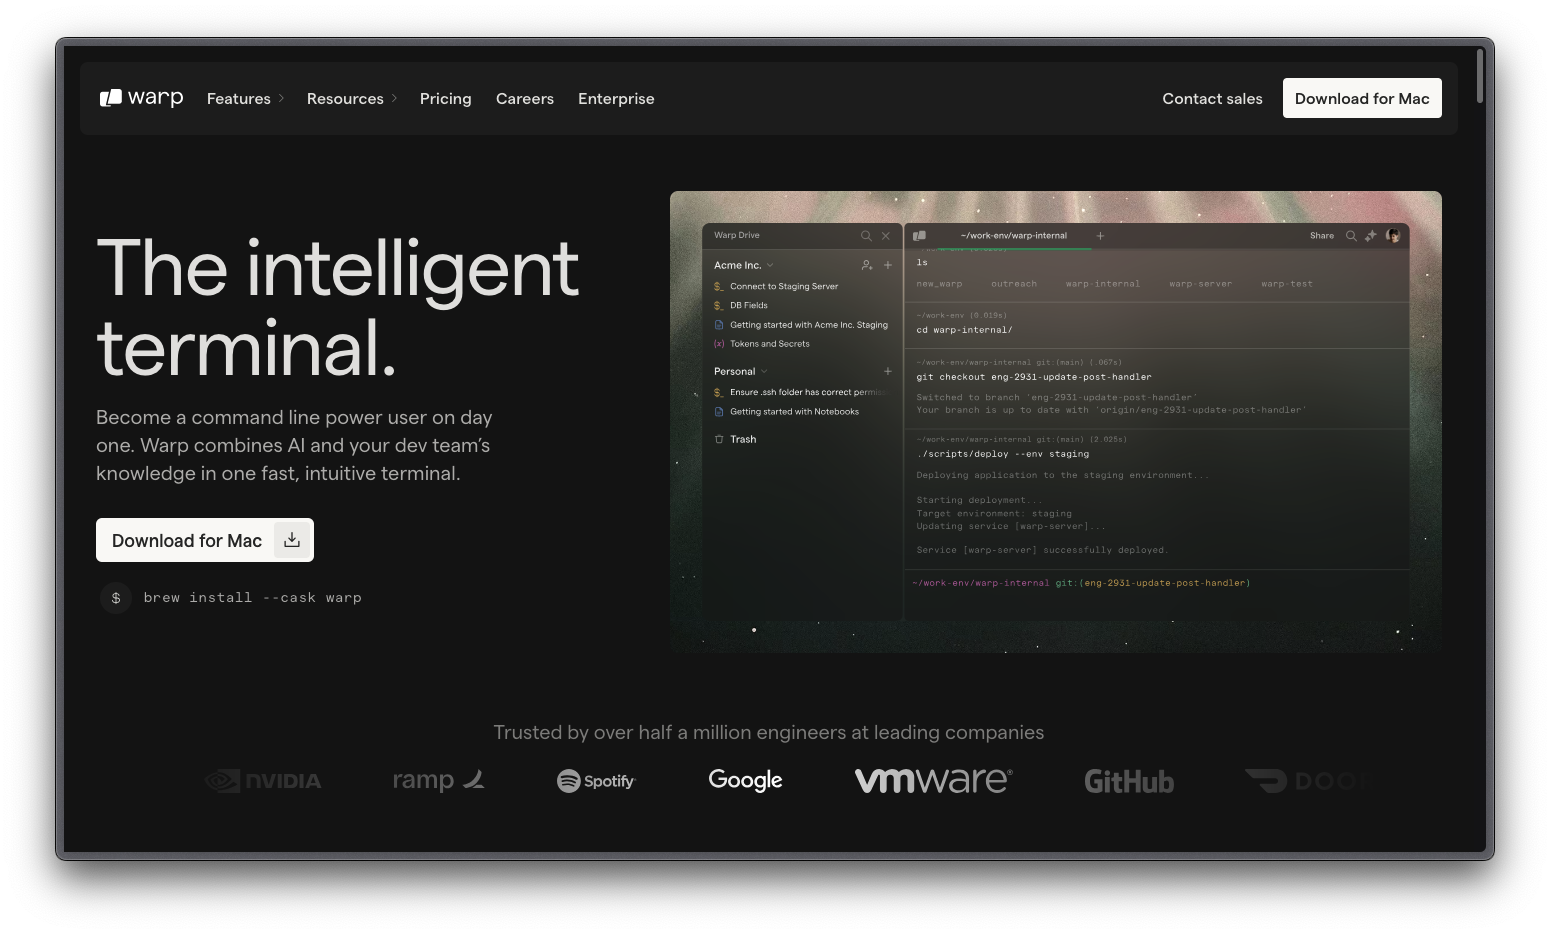 warp
Features
Resources
Pricing
Careers
Enterprise
Contact sales
Download for Mac
The intelligent
terminal.
Become a command line power user on day
one. Warp combines AI and your dev team's
knowledge in one fast, intuitive terminal.
Download for Mac
$ brew install --cask warp
Warp Drive
Acme Inc.
$_ Connect to Staging Server
$_ DB Fields
Getting started with Acme Inc. Staging
(x) Tokens and Secrets
Personal
$_ Ensure .ssh folder has correct
Getting started with Notebooks
Trash
~/work-env/warp-internal
Share
ls
new_warp outreach warp-internal warp-server warp-test
~/work-env (0.019s)
cd warp-internal/
~/work-env/warp-internal git:(main) (.067s)
git checkout eng-2931-update-post-handler
Switched to branch 'eng-2931-update-post-handler'
Your branch is up to date with 'origin/eng-2931-update-post-handler'
~/work-env/warp-internal git:(main) (2.025s)
./scripts/deploy --env staging
Deploying application to the staging environment...
Starting deployment...
Target environment: staging
Updating service [warp-server]...
Service [warp-server] successfully deployed.
~/work-env/warp-internal git:(eng-2931-update-post-handler)
Trusted by over half a million engineers at leading companies
NVIDIA
ramp
Spotify
Google
vmware®
GitHub